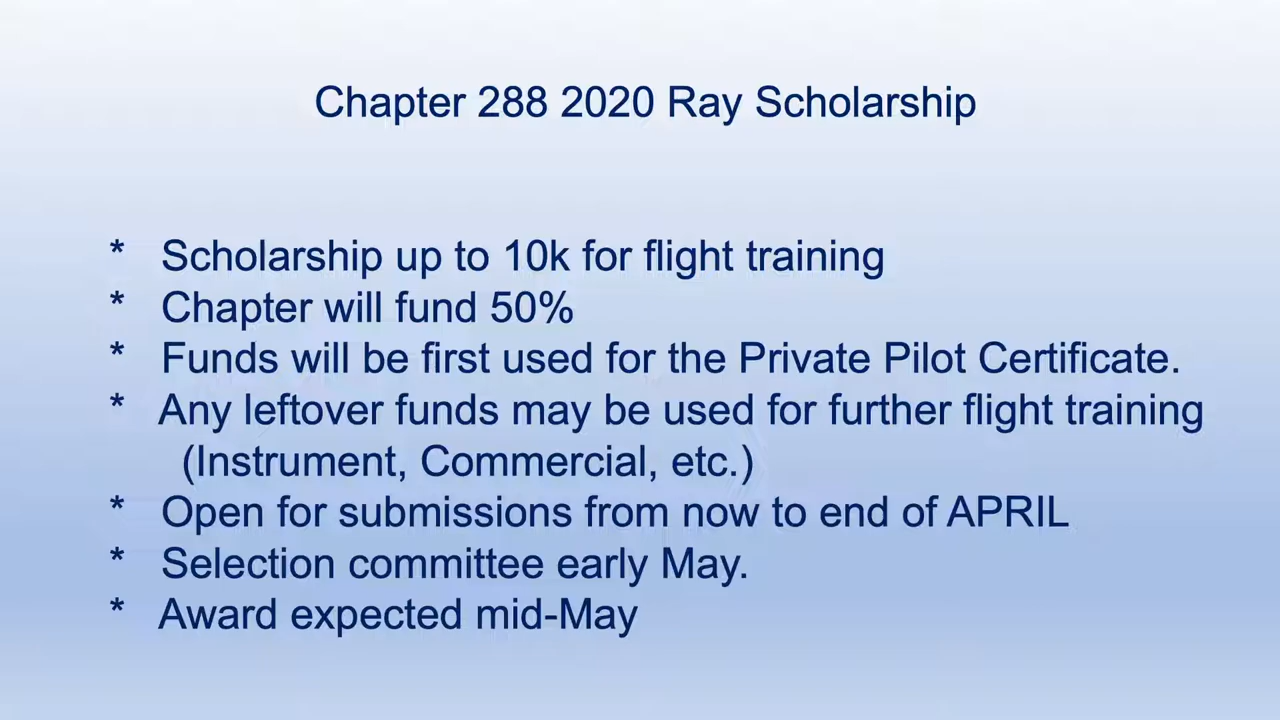 Chapter 288 2020 Ray Scholarship
* Scholarship up to 10k for flight training
* Chapter will fund 50%
* Funds will be first used for the Private Pilot Certificate.
* Any leftover funds may be used for further flight training
(Instrument, Commercial, etc.)
* Open for submissions from now to end of APRIL
* Selection committee early May.
* Award expected mid-May